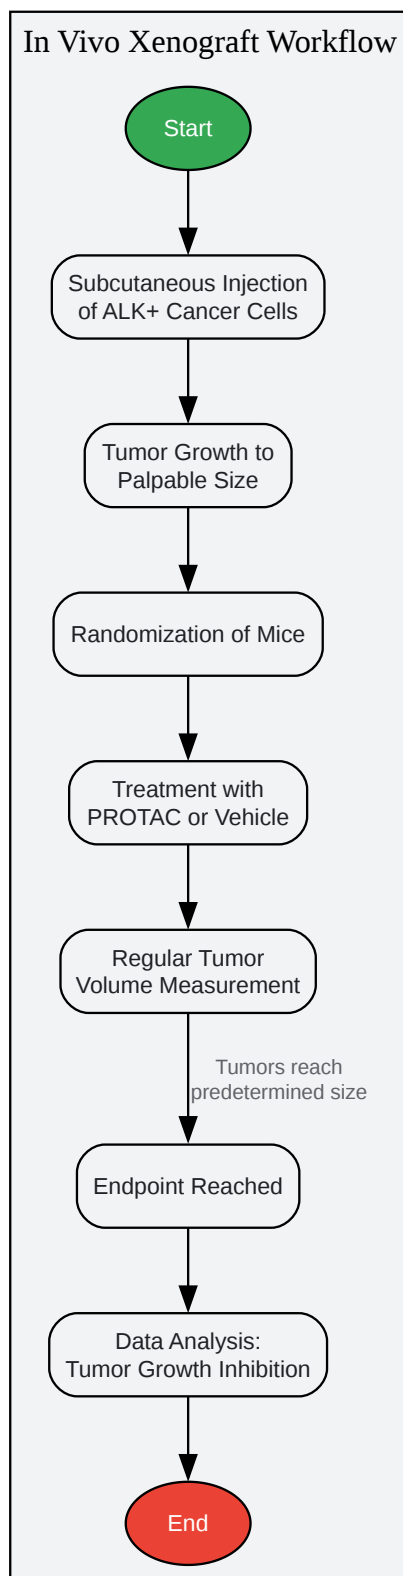 In Vivo Xenograft Workflow
Start
Subcutaneous Injection
of ALK+ Cancer Cells
Tumor Growth to
Palpable Size
Randomization of Mice
Treatment with
PROTAC or Vehicle
Regular Tumor
Volume Measurement
Tumors reach
predetermined size
Endpoint Reached
Data Analysis:
Tumor Growth Inhibition
End